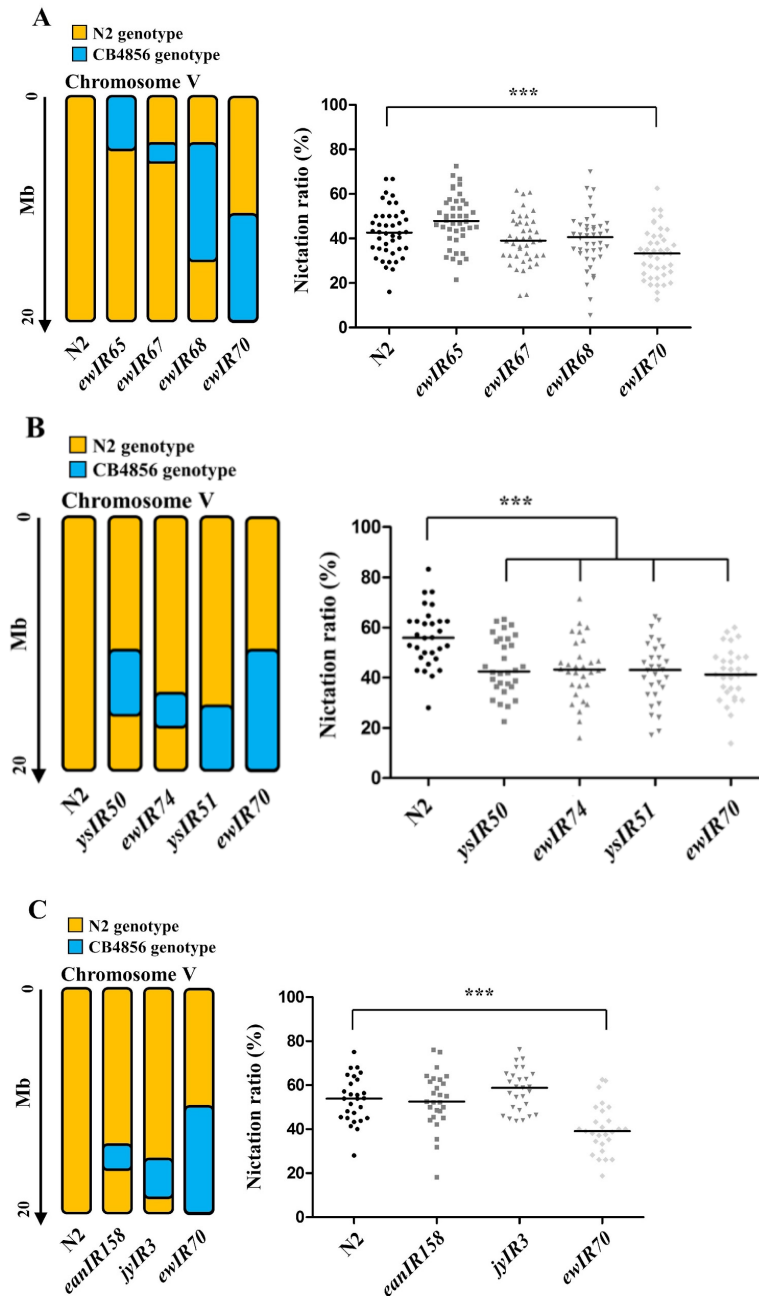 A
N2 genotype
CB4856 genotype
Chromosome V
0
Mb
20
N2
ewIR65
ewIR67
ewIR68
ewIR70
Nictation ratio (%)
100
80
60
40
20
0
***
N2
ewIR65
ewIR67
ewIR68
ewIR70
B
N2 genotype
CB4856 genotype
Chromosome V
0
Mb
20
N2
ysIR50
ewIR74
ysIR51
ewIR70
Nictation ratio (%)
100
80
60
40
20
0
***
N2
ysIR50
ewIR74
ysIR51
ewIR70
C
N2 genotype
CB4856 genotype
Chromosome V
0
Mb
20
N2
eanIR158
jyIR3
ewIR70
Nictation ratio (%)
100
80
60
40
20
0
***
N2
eanIR158
jyIR3
ewIR70